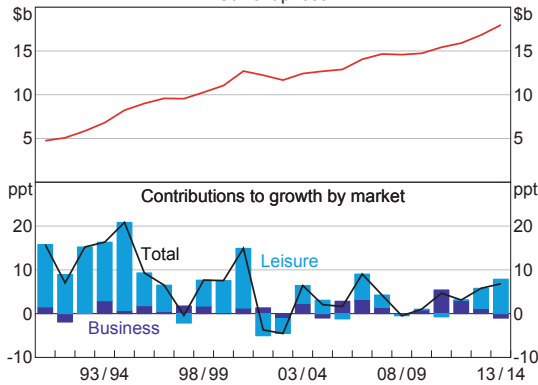 $b $b
15 15
10 10
5 5
ppt Contributions to growth by market ppt
20 20
Total
Leisure
10 10
0 0
Business
-10 -10
93/94 98/99 03/04 08/09 13/14